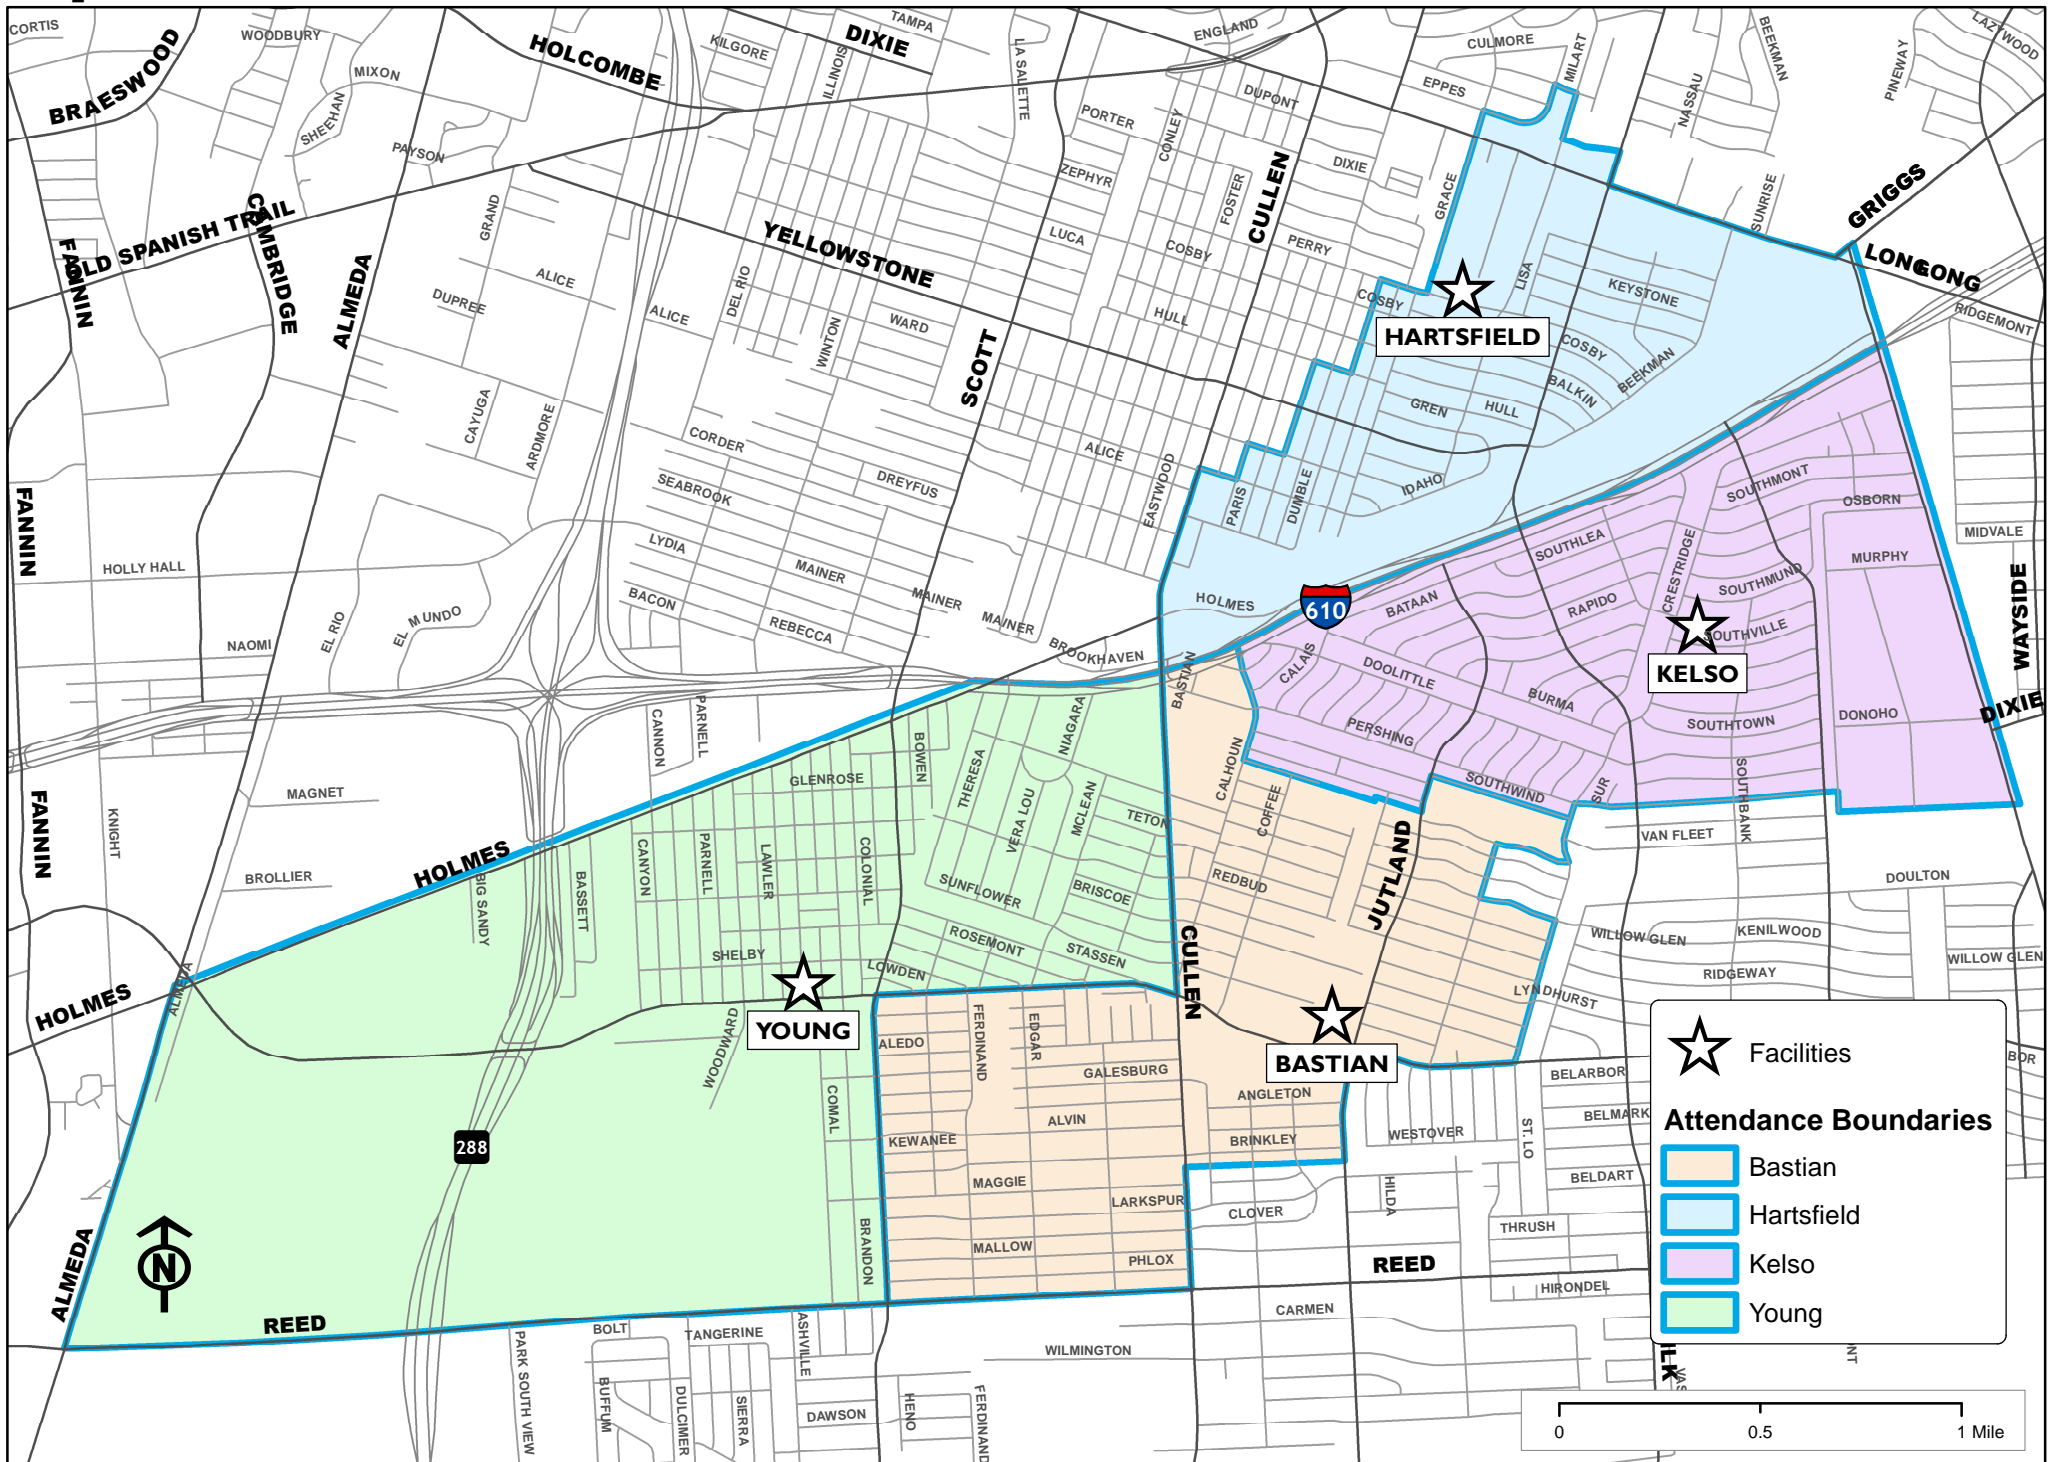 CORTIS
WOODBURY
BRAESWOOD
MIXON
SHEEHAN
PAYSON
HOLCOMBE
KILGORE
ILLINOIS
DIXIE
TAMPA
LA SALETTE
ENGLAND
PORTER
CONLEY
DUPONT
ZEPHYR
FOSTER
CULLEN
DIXIE
EPPES
CULMORE
MILART
NASSAU
BEEKMAN
PINEWAY
LAZYWOOD
GRIGGS
LONG
LONG
RIDGEMONT
SUNRISE
GRACE
PERRY
COSBY
LUCA
HULL
COSBY
HARTSFIELD
LISA
KEYSTONE
COSBY
BALKIN
BEEKMAN
GREN
HULL
IDAHO
DUMBLE
PARIS
OLD SPANISH TRAIL
FANNIN
CAMBRIDGE
ALMEDA
GRAND
ALICE
DUPREE
ALICE
DEL RIO
YELLOWSTONE
WARD
WINTON
SCOTT
CAYUGA
ARDMORE
CORDER
SEABROOK
DREYFUS
ALICE
EASTWOOD
LYDIA
MAINER
MAINER
MAINER
BACON
REBECCA
BROOKHAVEN
HOLMES
610
FANNIN
HOLLY HALL
EL RIO
EL MUNDO
NAOMI
BASTIAN
CALAIS
BATAAN
DOOLITTLE
PERSHING
BURMA
SOUTHLEA
RAPIDO
CRESTRIDGE
SOUTHMONT
OSBORN
SOUTHMUND
MURPHY
SOUTHVILLE
KELSO
SOUTHTOWN
DONOHO
MIDVALE
WAYSIDE
DIXIE
SOUTHWIND
SUR
SOUTHBANK
VAN FLEET
DOULTON
WILLOW GLEN
KENILWOOD
WILLOW GLEN
RIDGEWAY
LYNDHURST
CANNON
PARNELL
BOWEN
GLENROSE
THERESA
NIAGARA
VERA LOU
MCLEAN
TETON
CALHOUN
COFFEE
REDBUD
JUTLAND
MAGNET
KNIGHT
FANNIN
HOLMES
BROLLIER
BIG SANDY
BASSETT
CANYON
PARNELL
LAWLER
COLONIAL
SUNFLOWER
BRISCOE
ROSEMONT
STASSEN
SHELBY
LOWDEN
CULLEN
HOLMES
ALMEDA
YOUNG
WOODWARD
ALEDO
FERDINAND
EDGAR
GALESBURG
ALVIN
KEWANEE
MAGGIE
LARKSPUR
MALLOW
PHLOX
COMAL
BRANDON
BASTIAN
ANGLETON
BRINKLEY
WESTOVER
ST. LO
BELARBOR
BELMARK
BELDART
HILDA
CLOVER
THRUSH
REED
HIRONDEL
CARMEN
288
ALMEDA
N
REED
BOLT
TANGERINE
ASHVILLE
PARK SOUTH VIEW
BUFFUM
DULCIMER
SIERRA
DAWSON
HENO
FERDINAND
WILMINGTON
Facilities
Attendance Boundaries
Bastian
Hartsfield
Kelso
Young
0 0.5 1 Mile